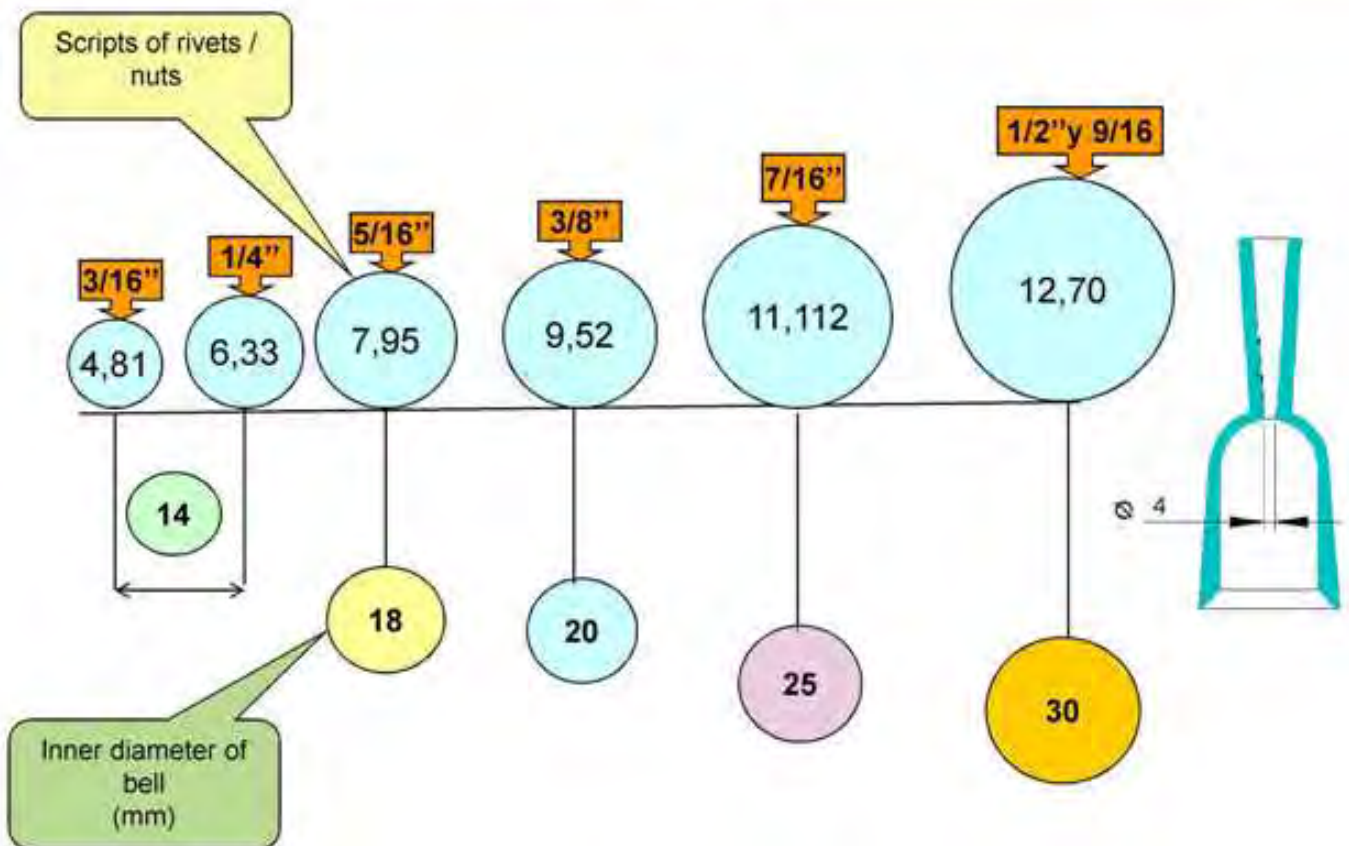 Scripts of rivets /
nuts
3/16”
1/4”
5/16”
3/8”
7/16”
1/2”y 9/16
4,81
6,33
7,95
9,52
11,112
12,70
14
18
20
25
30
Ø 4
Inner diameter of
bell
(mm)